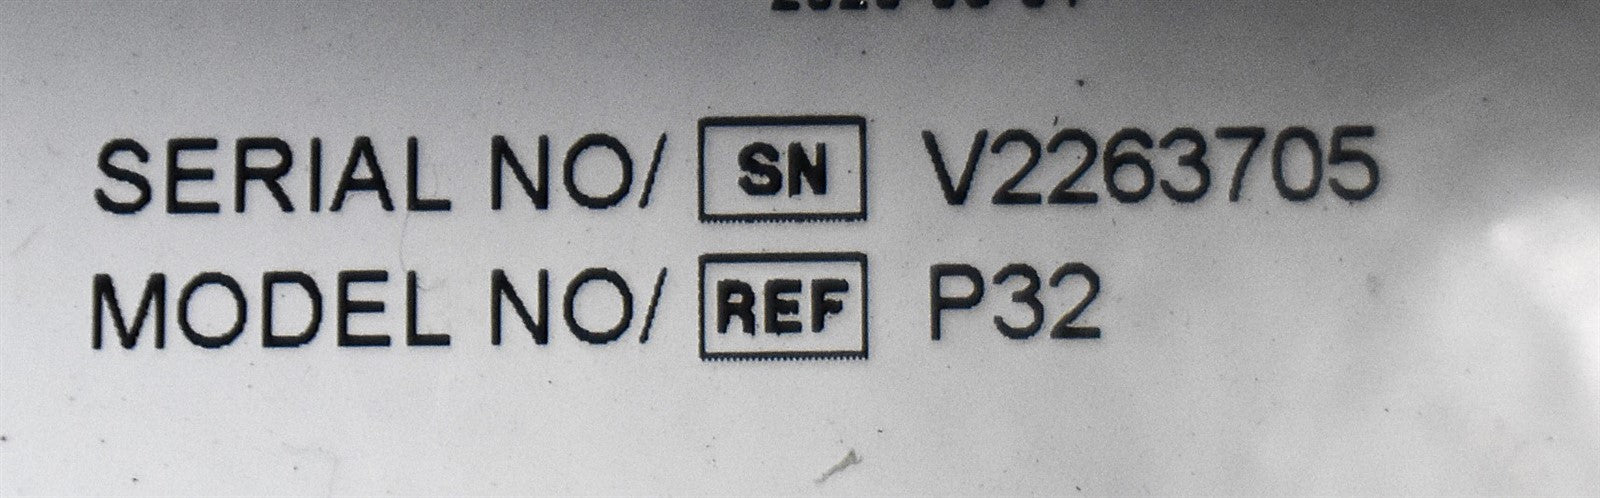 SERIAL NO/ SN V2263705
MODEL NO/ REF P32